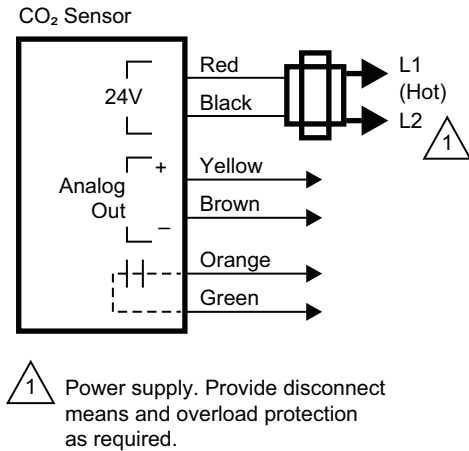 CO₂ Sensor
24V
Red
Black
L1
(Hot)
L2
1
Analog
Out
+
–
Yellow
Brown
Orange
Green
1
Power supply. Provide disconnect
means and overload protection
as required.